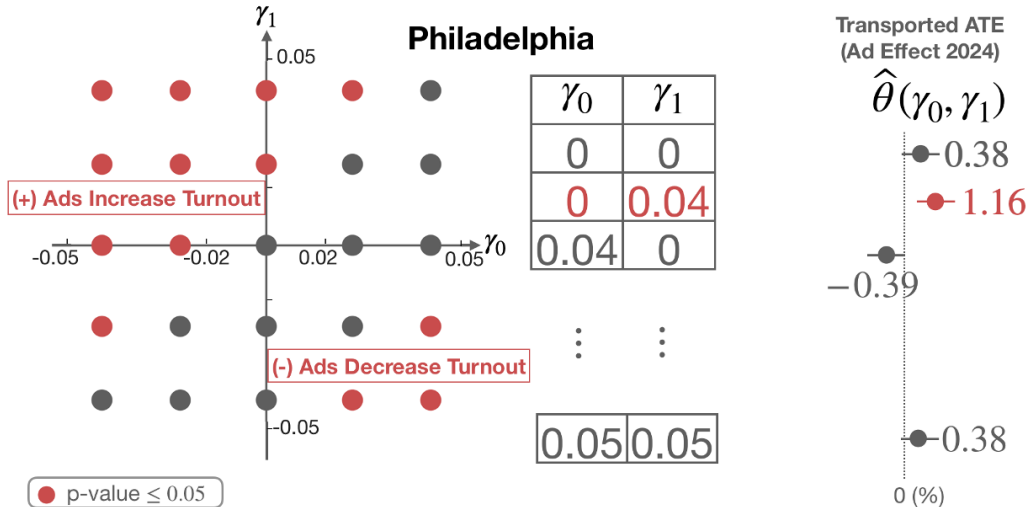 γ₁
Philadelphia
Transported ATE
(Ad Effect 2024)
0.05
γ₀ γ₁
θ̂(γ₀, γ₁)
0 0
0.38
(+) Ads Increase Turnout
0 0.04
1.16
-0.05 -0.02 0.02 0.05 γ₀
0.04 0
−0.39
⋮ ⋮
(-) Ads Decrease Turnout
-0.05
0.05 0.05
0.38
p-value ≤ 0.05
0 (%)